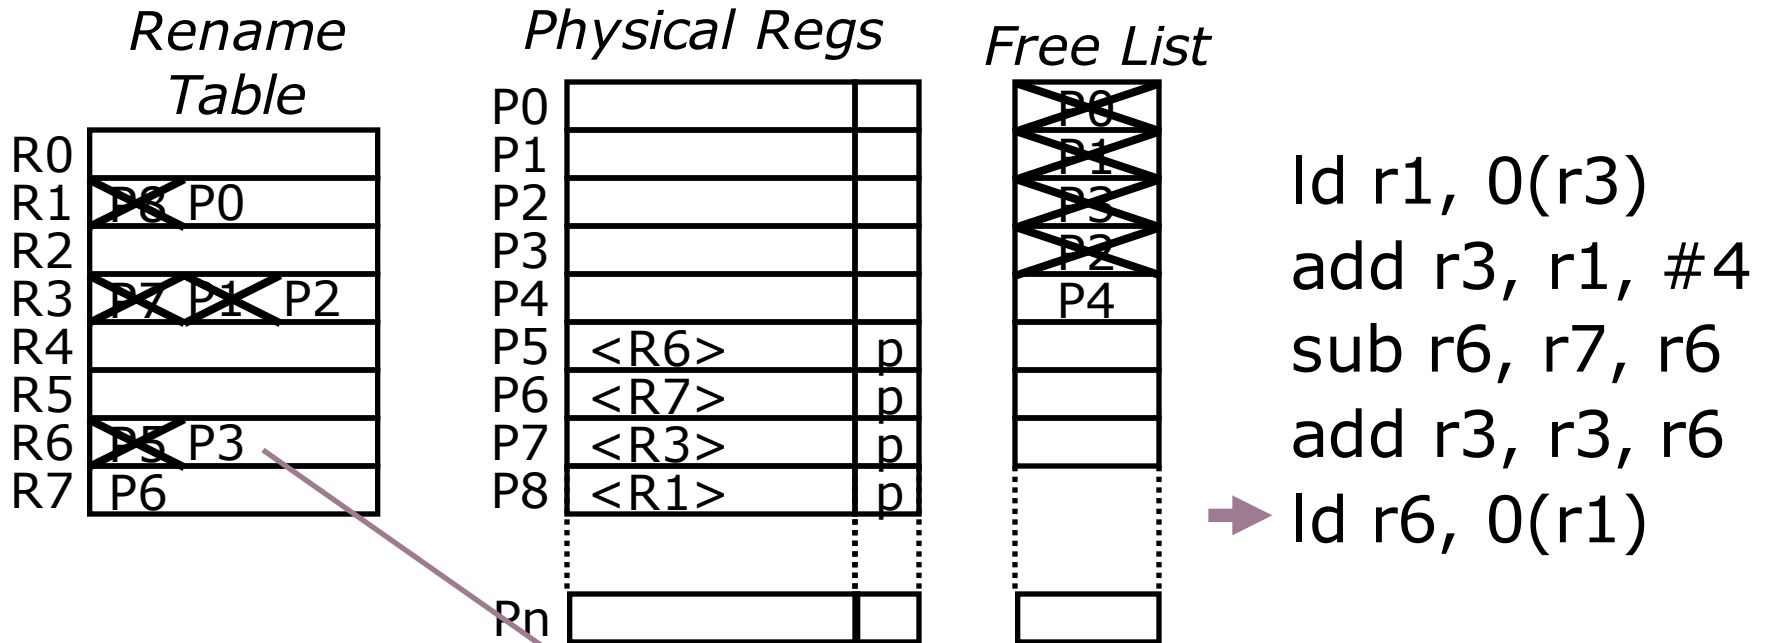 Rename
Table
R0
R1 P8 P0
R2
R3 P7 P1 P2
R4
R5
R6 P5 P3
R7 P6
Physical Regs
P0
P1
P2
P3
P4
P5 <R6> p
P6 <R7> p
P7 <R3> p
P8 <R1> p
Pn
Free List
P0
P1
P3
P2
P4
ld r1, 0(r3)
add r3, r1, #4
sub r6, r7, r6
add r3, r3, r6
ld r6, 0(r1)